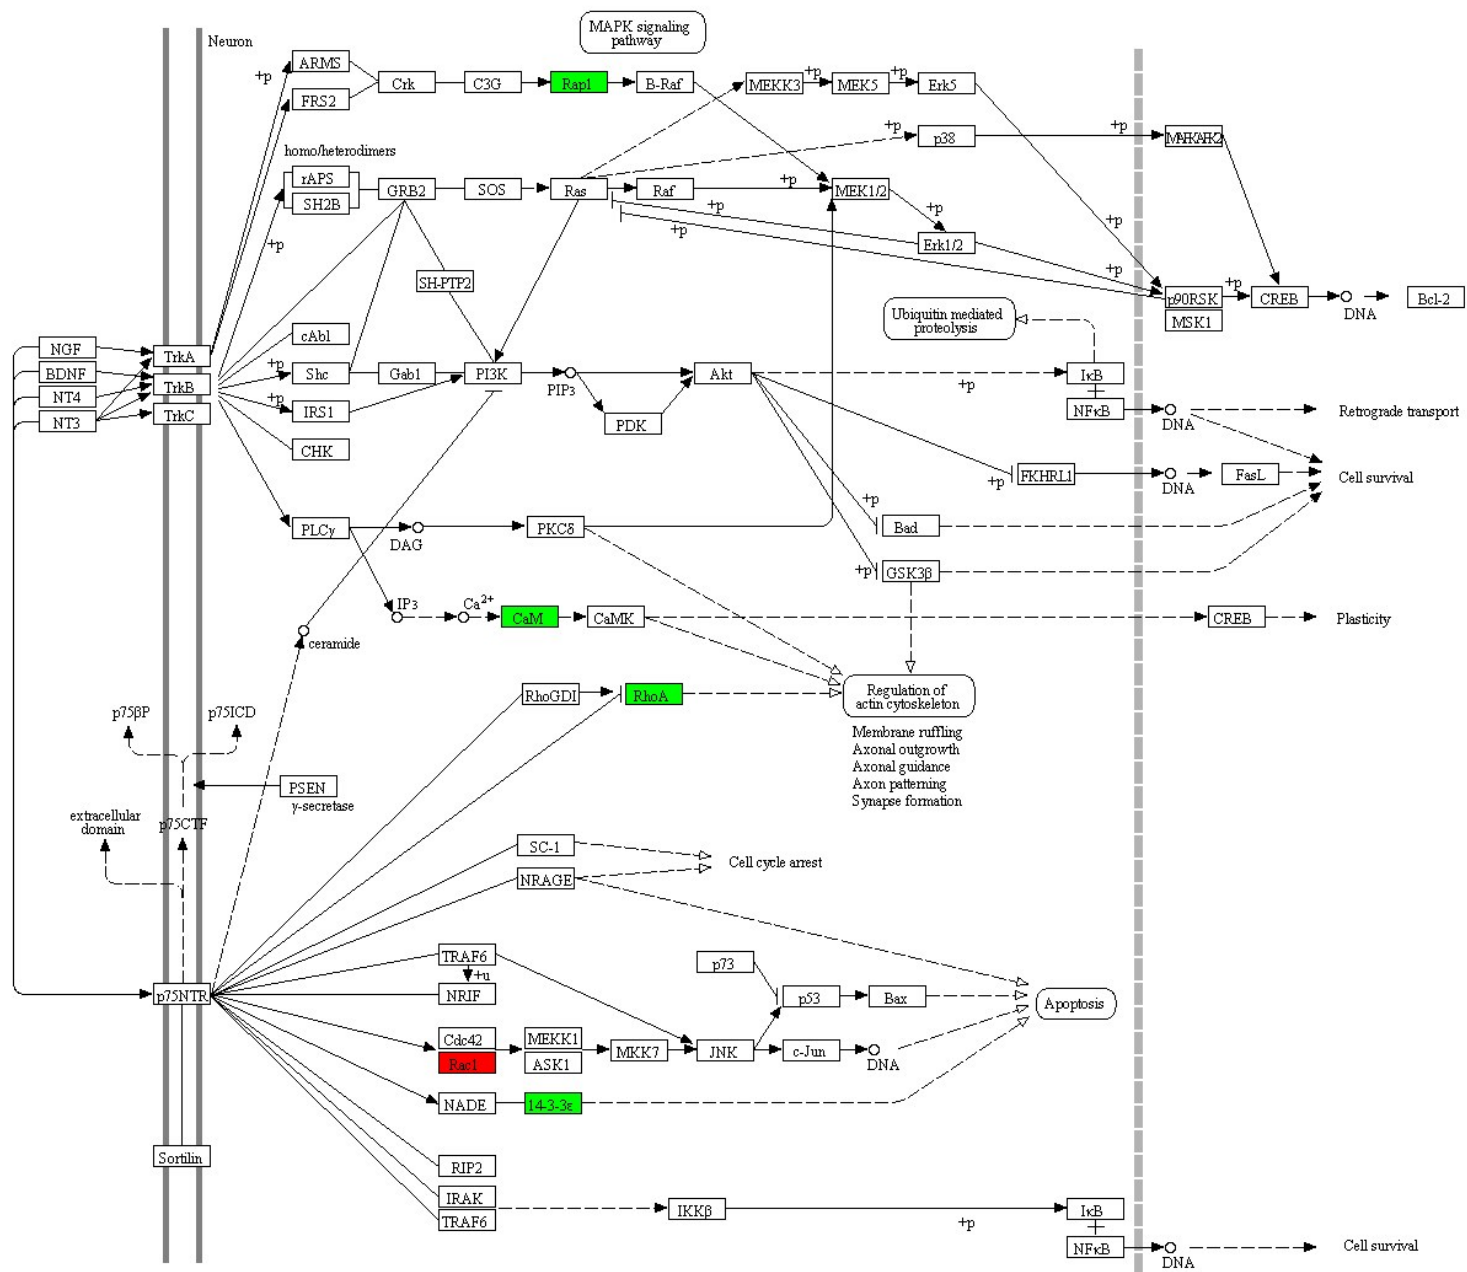 MAPK signaling
pathway
Neuron
+p
ARMS
Crk
C3G
Rap1
B-Raf
MEKK3
+p
MEK5
+p
Erk5
FRS2
+p
p38
+p
homo/heterodimers
rAPS
SH2B
GRB2
SOS
Ras
Raf
+p
MEK1/2
+p
+p
+p
+p
Erk1/2
+p
+p
SH-PTP2
p90RSK
+p
CREB
DNA
Bcl-2
MSK1
Ubiquitin mediated
proteolysis
NGF
BDNF
NT4
NT3
TrkA
TrkB
TrkC
cAbl
+p
Shc
Gab1
PI3K
PIP3
Akt
+p
IκB
+p
IRS1
PDK
NFκB
DNA
Retrograde transport
CHK
+p
FKHRL1
DNA
FasL
Cell survival
PLCγ
DAG
PKCδ
+p
Bad
+p
GSK3β
IP3
Ca2+
CaM
CaMK
CREB
Plasticity
ceramide
RhoGDI
RhoA
Regulation of
actin cytoskeleton
Membrane ruffling
Axonal outgrowth
Axonal guidance
Axon patterning
Synapse formation
p75βP
p75ICD
PSEN
γ-secretase
extracellular
domain
p75CTF
SC-1
Cell cycle arrest
NRAGE
TRAF6
+u
NRIF
p73
p53
Bax
Apoptosis
p75NTR
Cdc42
Rac1
MEKK1
ASK1
MKK7
JNK
c-Jun
DNA
NADE
14-3-3ε
Sortilin
RIP2
IRAK
TRAF6
IKKβ
+p
IκB
NFκB
DNA
Cell survival